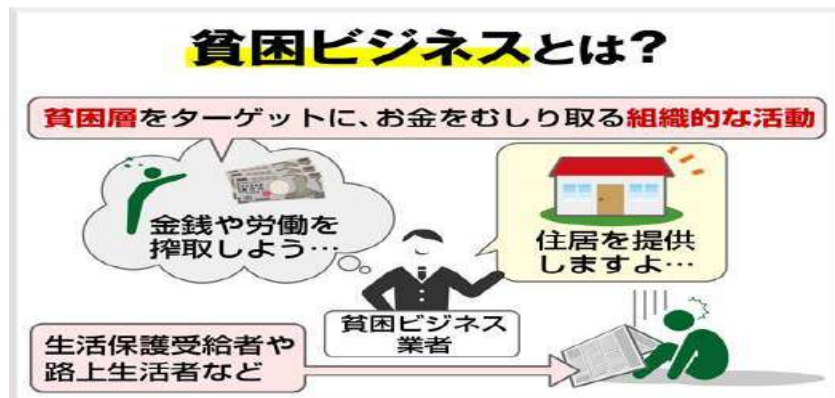 貧困ビジネスとは？
貧困層をターゲットに、お金をむしり取る組織的な活動
金銭や労働を
搾取しよう…
住居を提供
しますよ…
貧困ビジネス
業者
生活保護受給者や
路上生活者など